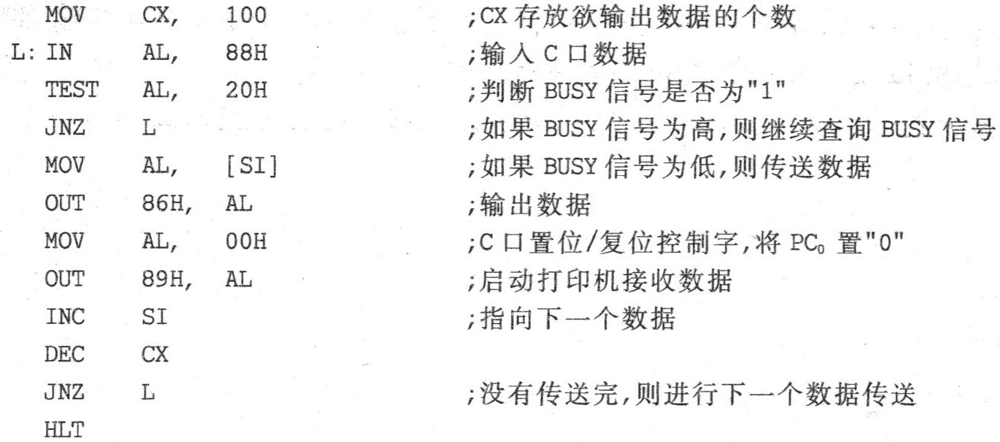 MOV CX, 100 ;CX存放欲输出数据的个数
L: IN AL, 88H ;输入C口数据
TEST AL, 20H ;判断BUSY信号是否为"1"
JNZ L ;如果BUSY信号为高,则继续查询BUSY信号
MOV AL, [SI] ;如果BUSY信号为低,则传送数据
OUT 86H, AL ;输出数据
MOV AL, 00H ;C口置位/复位控制字,将PC₀置"0"
OUT 89H, AL ;启动打印机接收数据
INC SI ;指向下一个数据
DEC CX
JNZ L ;没有传送完,则进行下一个数据传送
HLT